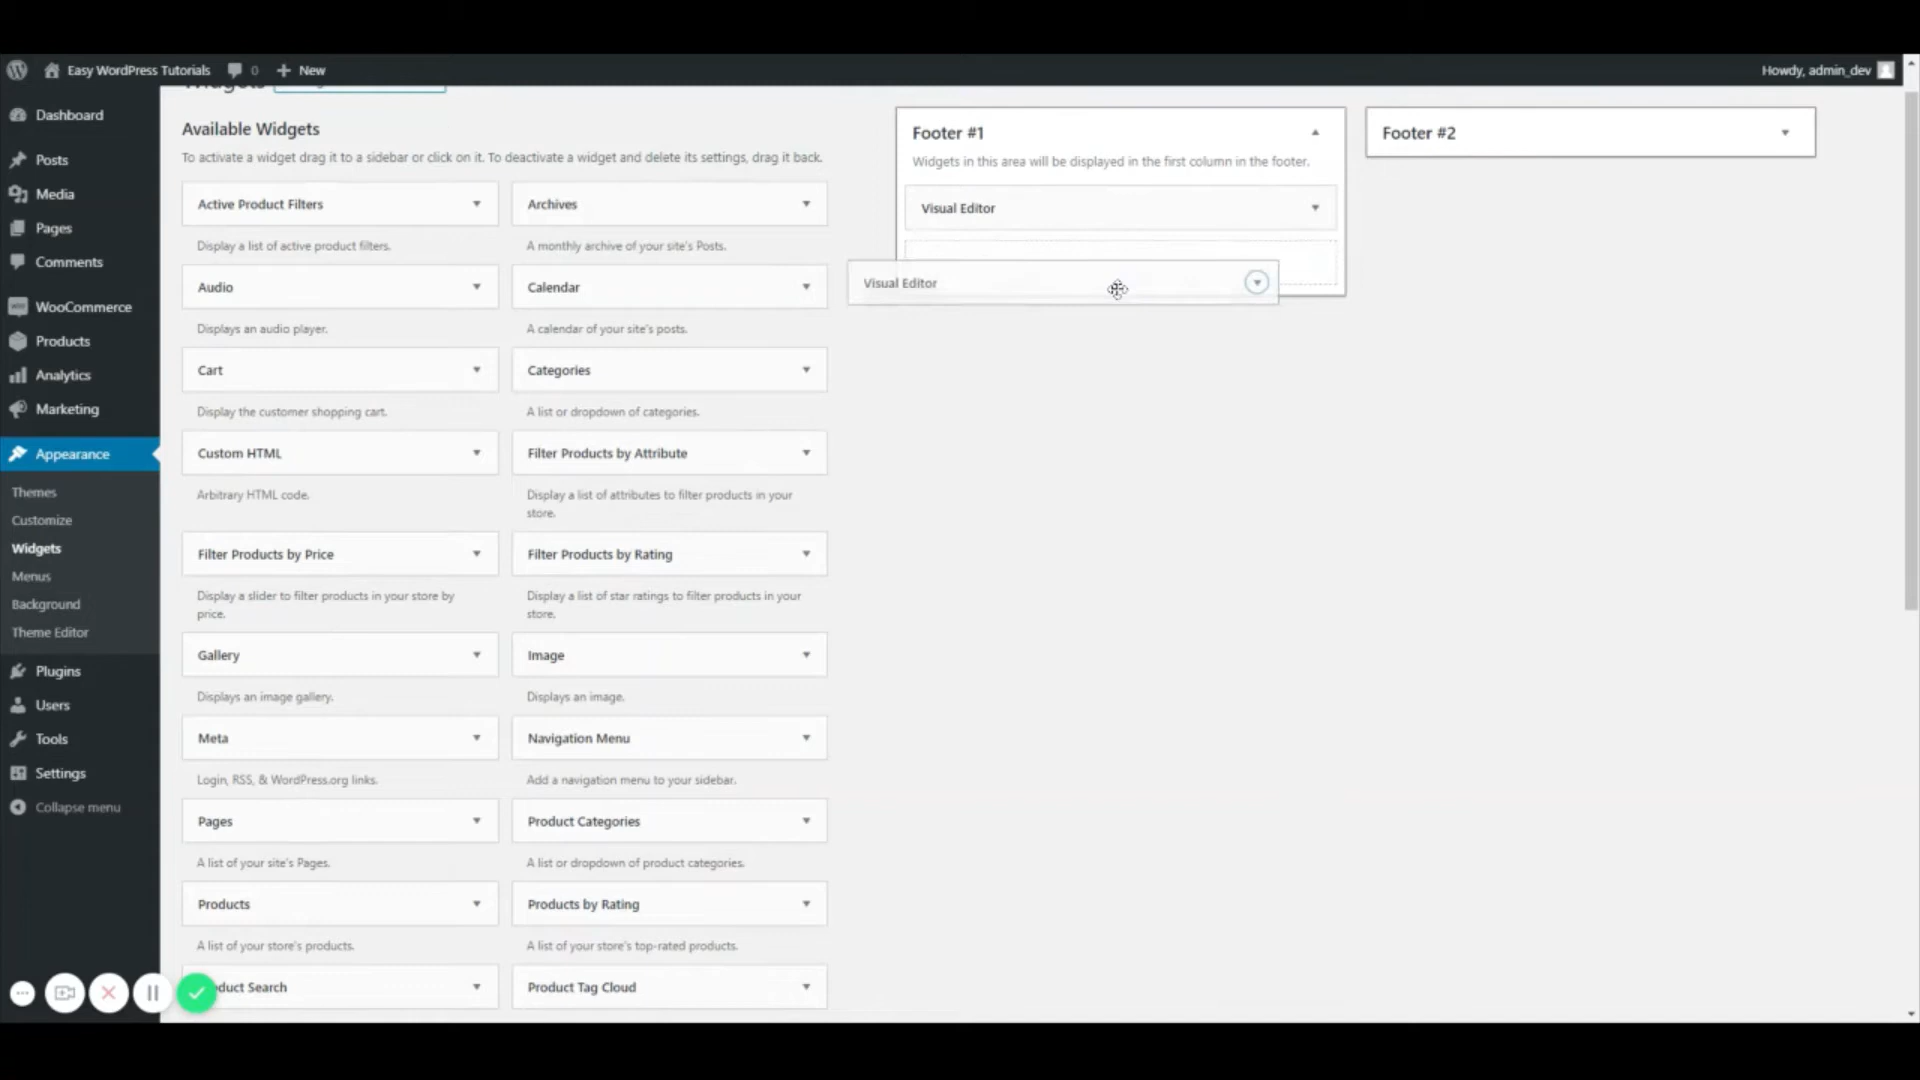 Easy WordPress Tutorials
0
New
Howdy, admin_dev
Dashboard
Posts
Media
Pages
Comments
WooCommerce
Products
Analytics
Marketing
Appearance
Themes
Customize
Widgets
Menus
Background
Theme Editor
Plugins
Users
Tools
Settings
Collapse menu
Widgets
Available Widgets
To activate a widget drag it to a sidebar or click on it. To deactivate a widget and delete its settings, drag it back.
Active Product Filters
Display a list of active product filters.
Archives
A monthly archive of your site's Posts.
Audio
Displays an audio player.
Calendar
A calendar of your site's posts.
Cart
Display the customer shopping cart.
Categories
A list or dropdown of categories.
Custom HTML
Arbitrary HTML code.
Filter Products by Attribute
Display a list of attributes to filter products in your
store.
Filter Products by Price
Display a slider to filter products in your store by
price.
Filter Products by Rating
Display a list of star ratings to filter products in your
store.
Gallery
Displays an image gallery.
Image
Displays an image.
Meta
Login, RSS, & WordPress.org links.
Navigation Menu
Add a navigation menu to your sidebar.
Pages
A list of your site's Pages.
Product Categories
A list or dropdown of product categories.
Products
A list of your store's products.
Products by Rating
A list of your store's top-rated products.
duct Search
Product Tag Cloud
Footer #1
Widgets in this area will be displayed in the first column in the footer.
Visual Editor
Visual Editor
Footer #2